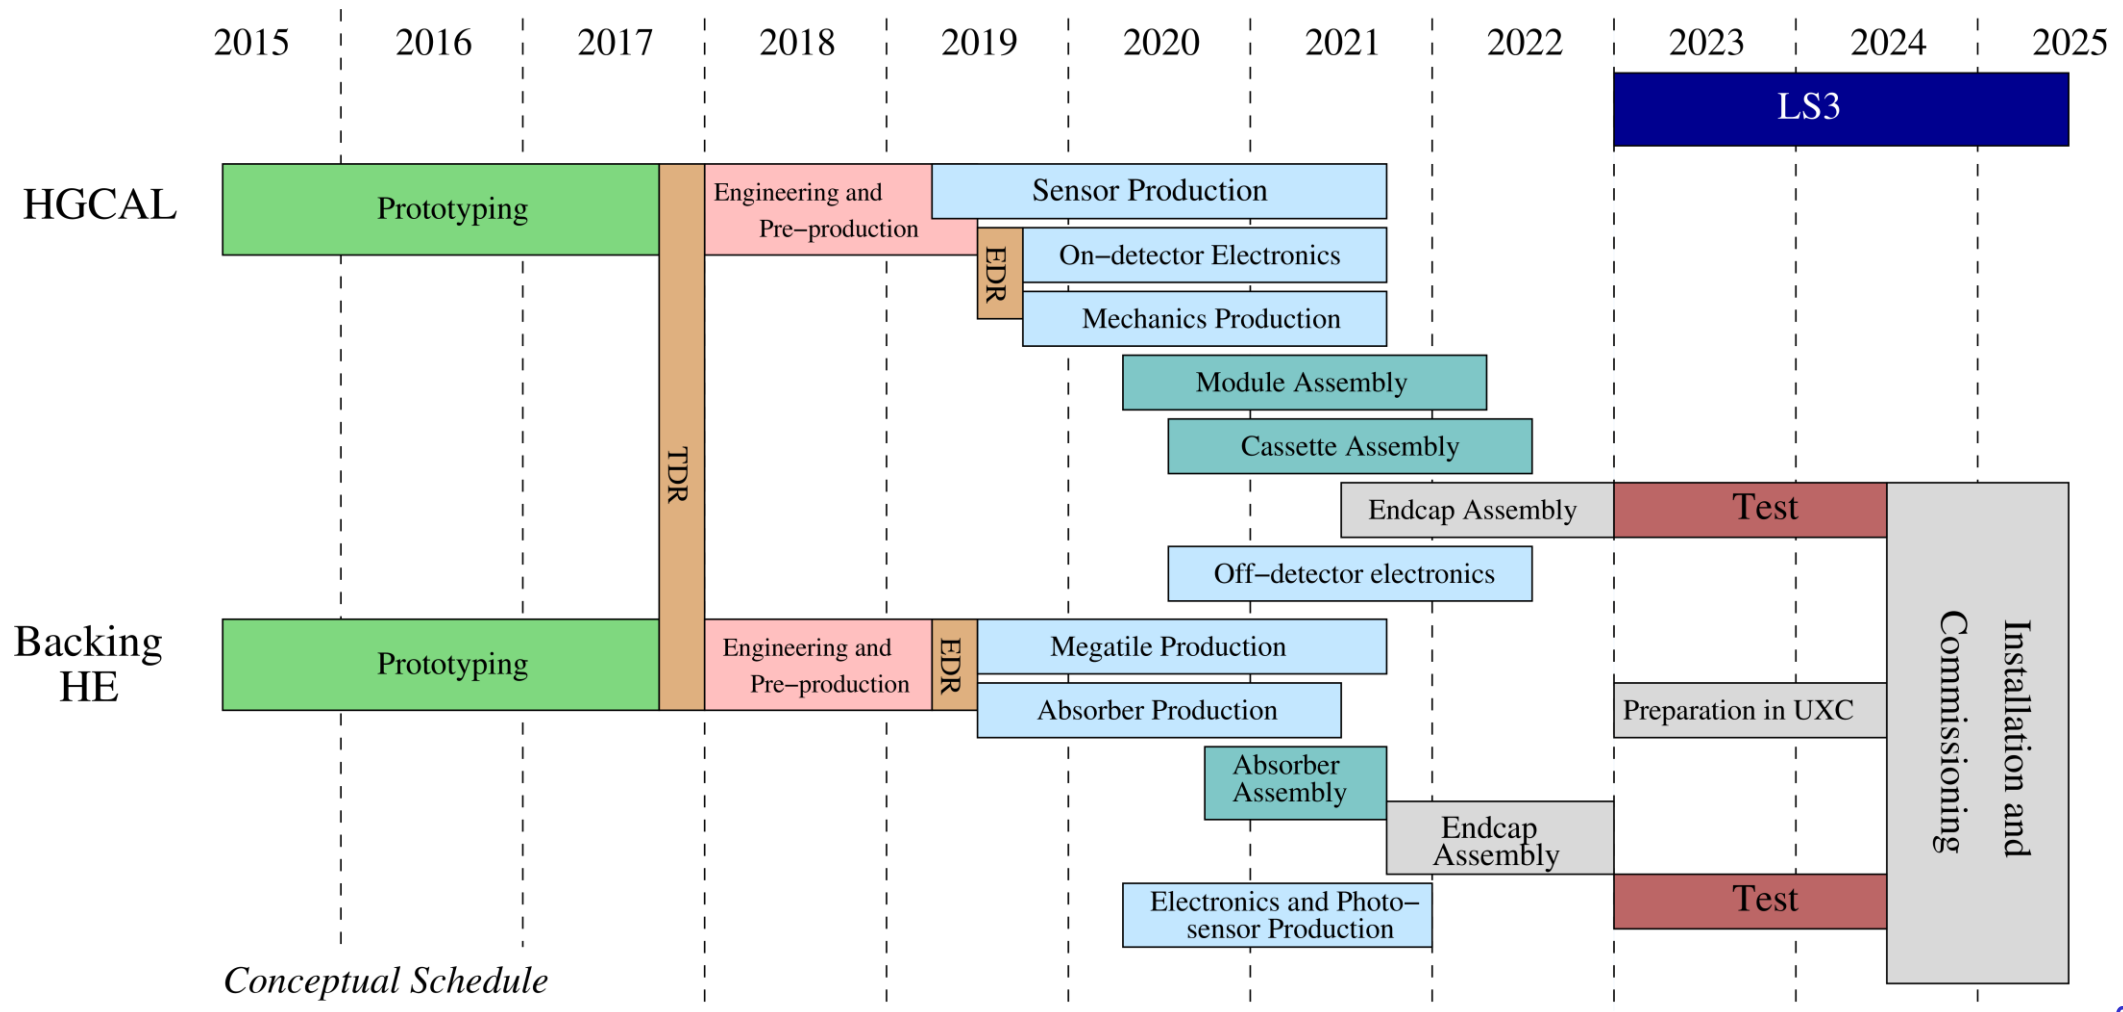 2015 2016 2017 2018 2019 2020 2021 2022 2023 2024 2025
LS3
HGCAL
Prototyping
Engineering and
Pre−production
Sensor Production
EDR
On−detector Electronics
Mechanics Production
Module Assembly
TDR
Cassette Assembly
Endcap Assembly
Test
Off−detector electronics
Backing
HE
Prototyping
Engineering and
Pre−production
EDR
Megatile Production
Absorber Production
Preparation in UXC
Installation and
Commissioning
Absorber
Assembly
Endcap
Assembly
Electronics and Photo−
sensor Production
Test
Conceptual Schedule